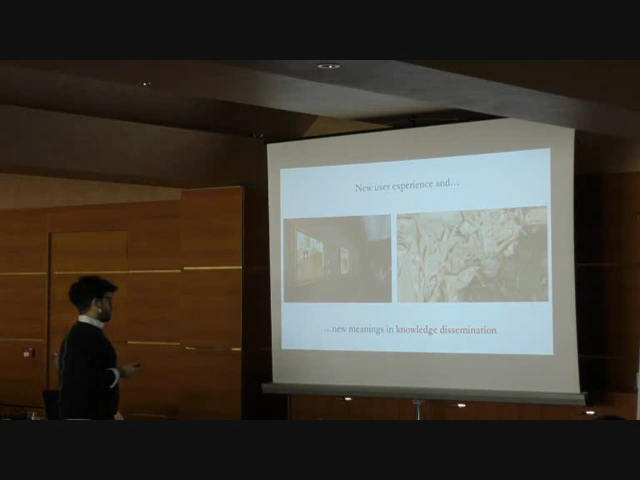 New user experience and…
…new meanings in knowledge dissemination